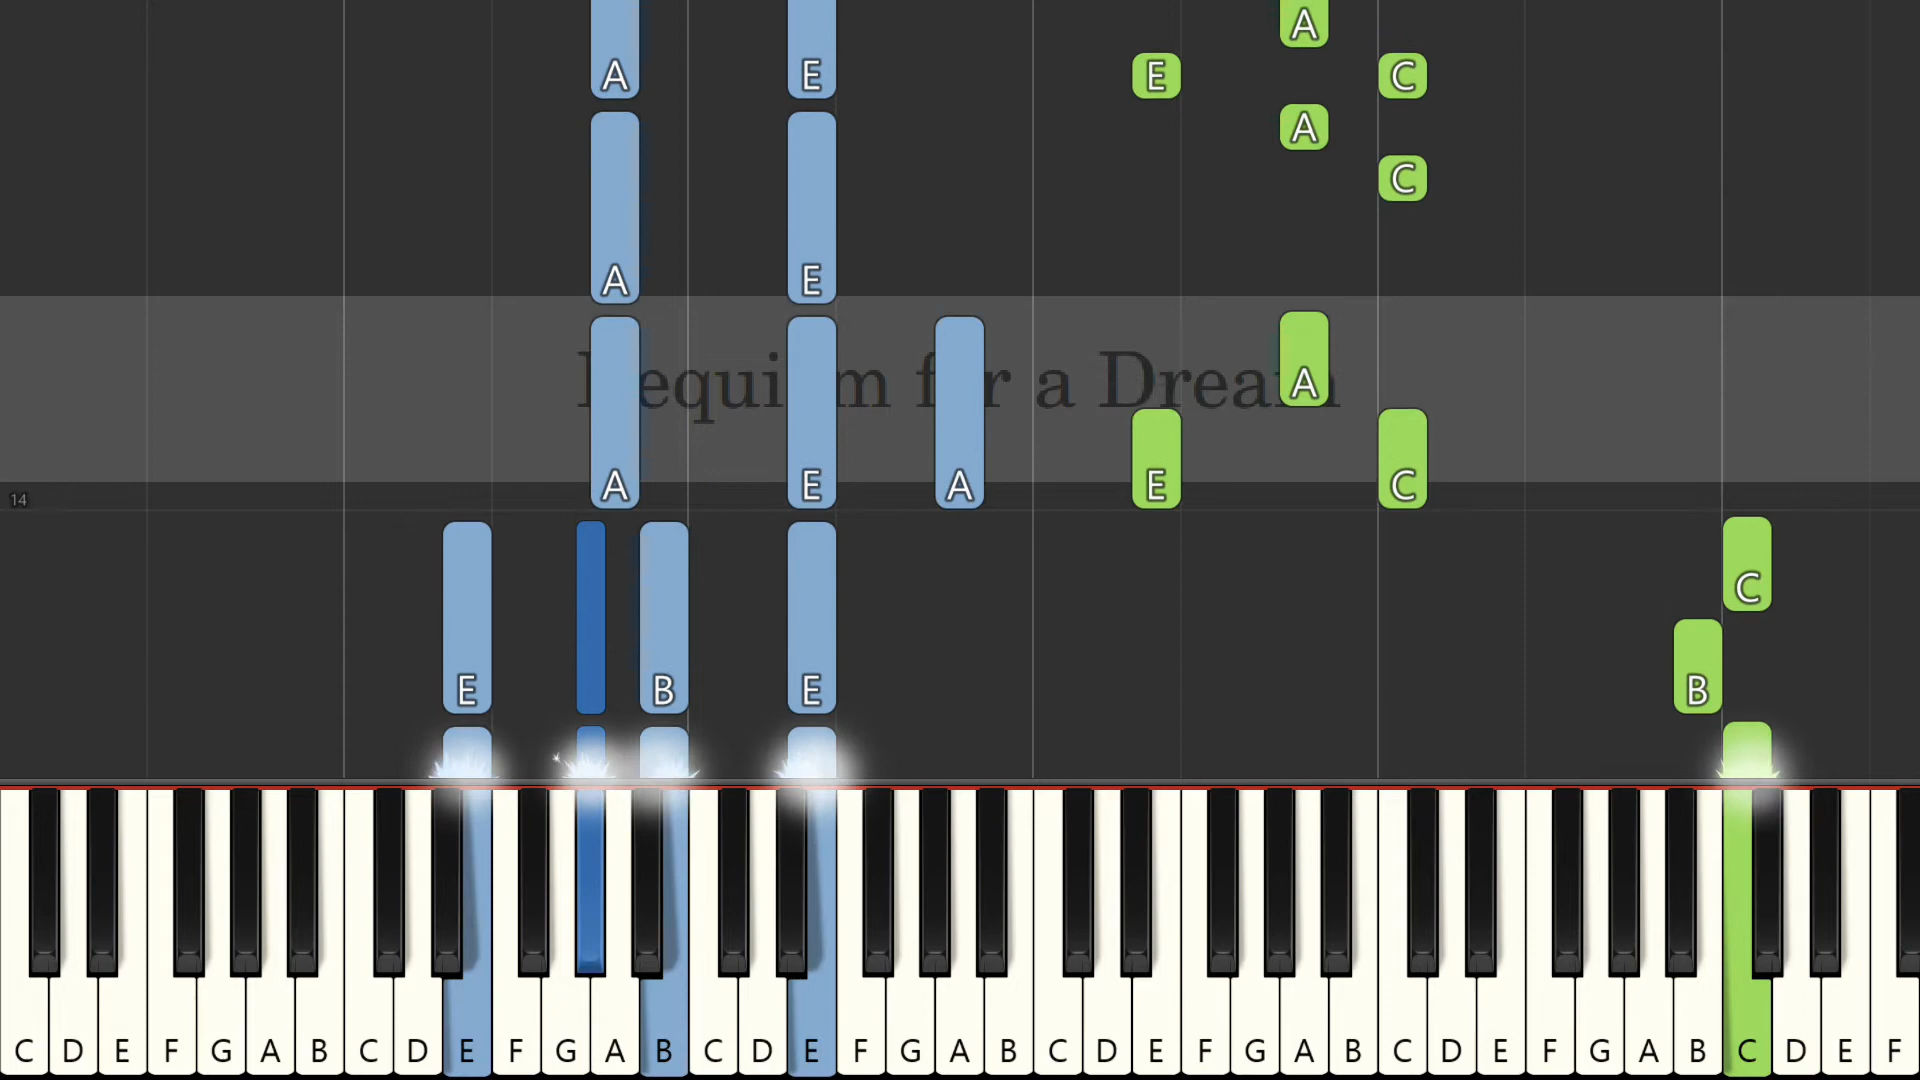 A
A E E C
A
C
A E
Requiem for a Dream
A
A E A E C
14
C
E B E B
C D E F G A B C D E F G A B C D E F G A B C D E F G A B C D E F G A B C D E F